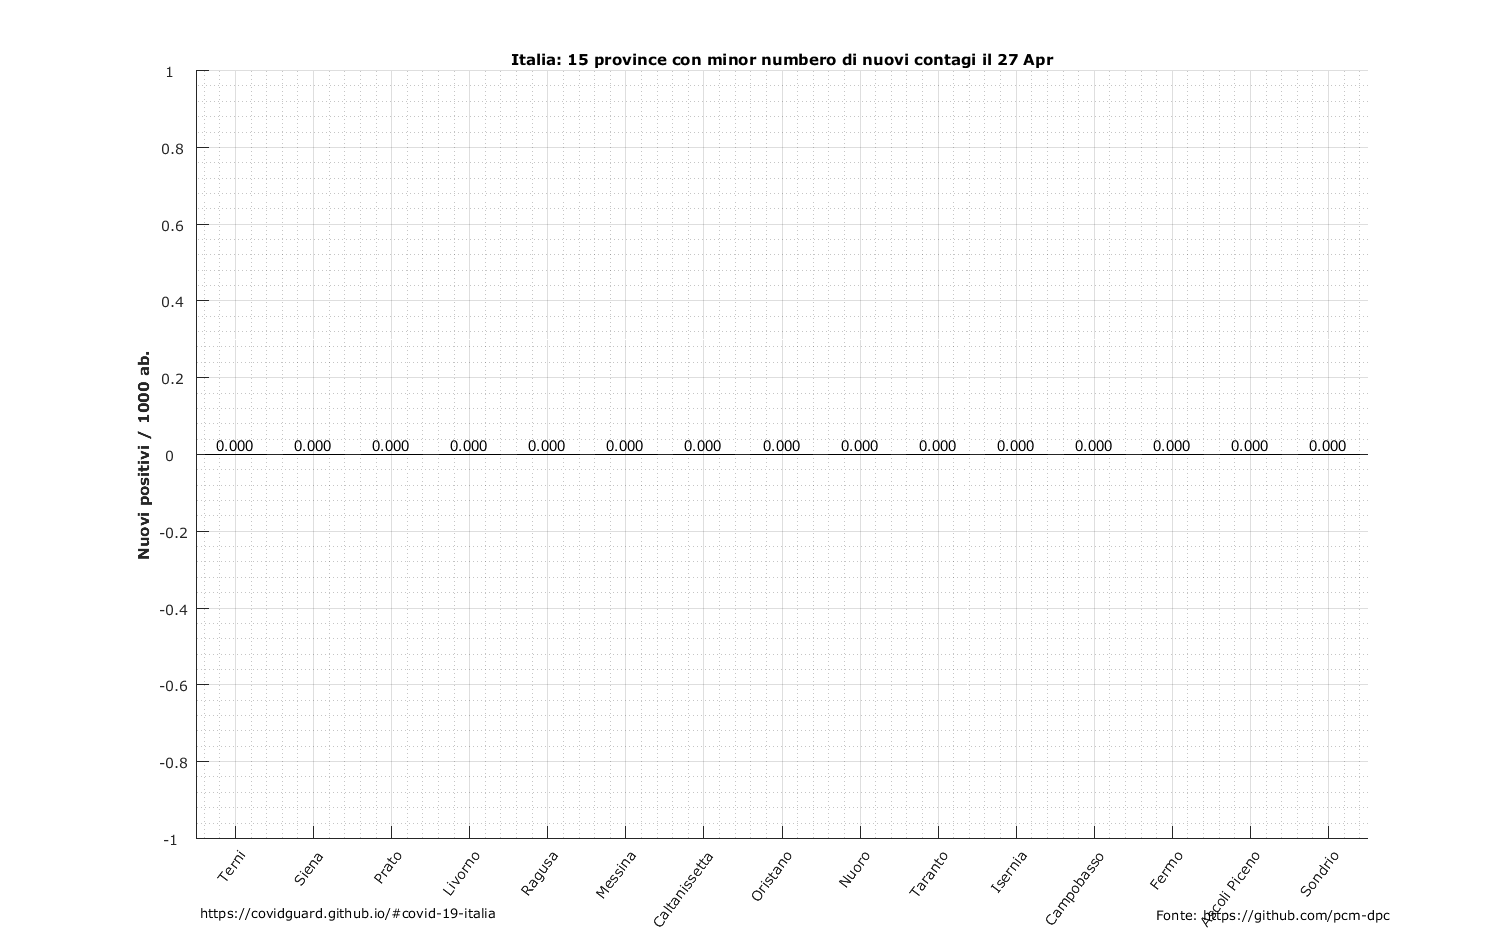 Italia: 15 province con minor numbero di nuovi contagi il 27 Apr
1
0.8
0.6
0.4
0.2
0
-0.2
-0.4
-0.6
-0.8
-1
Nuovi positivi / 1000 ab.
0.000 0.000 0.000 0.000 0.000 0.000 0.000 0.000 0.000 0.000 0.000 0.000 0.000 0.000 0.000
Terni Siena Prato Livorno Ragusa Messina Caltanissetta Oristano Nuoro Taranto Isernia Campobasso Fermo Ascoli Piceno Sondrio
https://covidguard.github.io/#covid-19-italia
Fonte: https://github.com/pcm-dpc